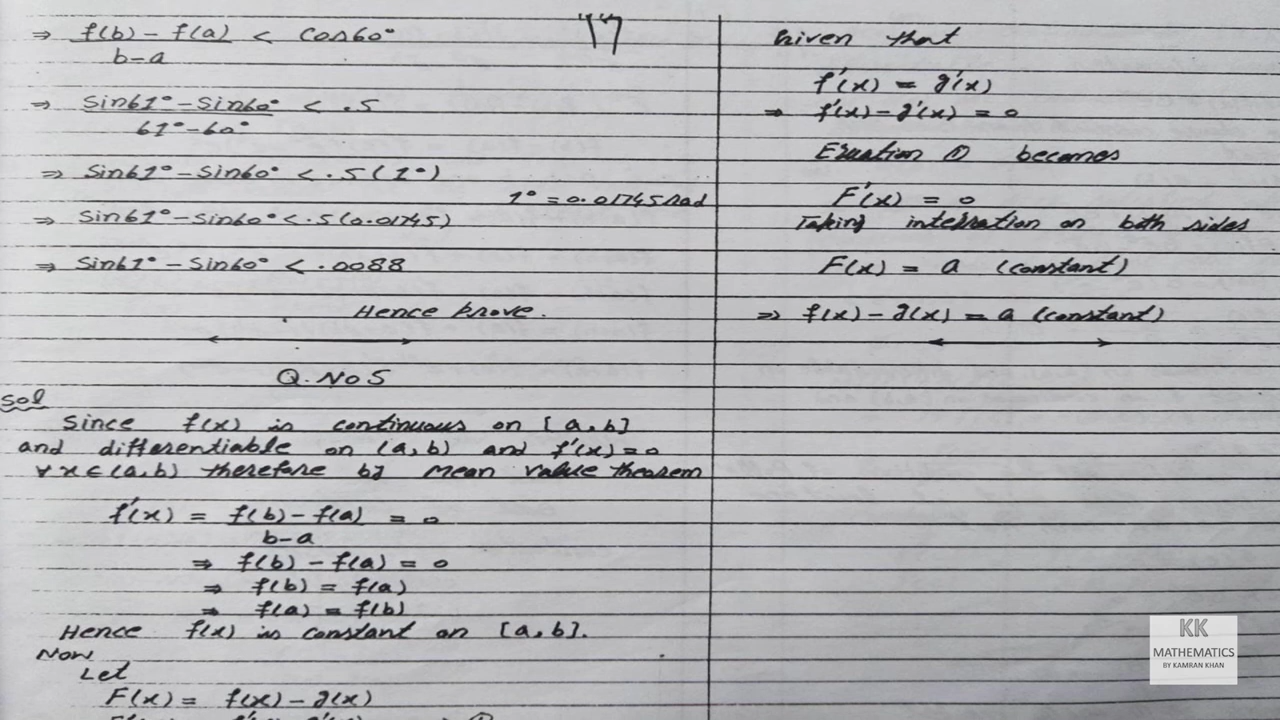 ⇒ f(b) - f(a) < Cos60°
b-a
⇒ Sin61° - Sin60° < .5
61° - 60°
⇒ Sin61° - Sin60° < .5 (1°)
1° = 0.01745 rad
⇒ Sin61° - Sin60° < .5 (0.01745)
⇒ Sin61° - Sin60° < .0088
Hence prove.
Q.No 5
Sol
Since f(x) is continuous on [a,b]
and differentiable on (a,b) and f'(x)=0
∀ x ∈ (a,b) therefore by Mean Value theorem
f'(x) = f(b) - f(a) = 0
b-a
⇒ f(b) - f(a) = 0
⇒ f(b) = f(a)
⇒ f(a) = f(b)
Hence f(x) is constant on [a,b].
Now
Let
F(x) = f(x) - g(x)
Given that
f'(x) = g'(x)
⇒ f'(x) - g'(x) = 0
Equation ① becomes
F'(x) = 0
Taking integration on both sides
F(x) = a (constant)
⇒ f(x) - g(x) = a (constant)
KK
MATHEMATICS
BY KAMRAN KHAN